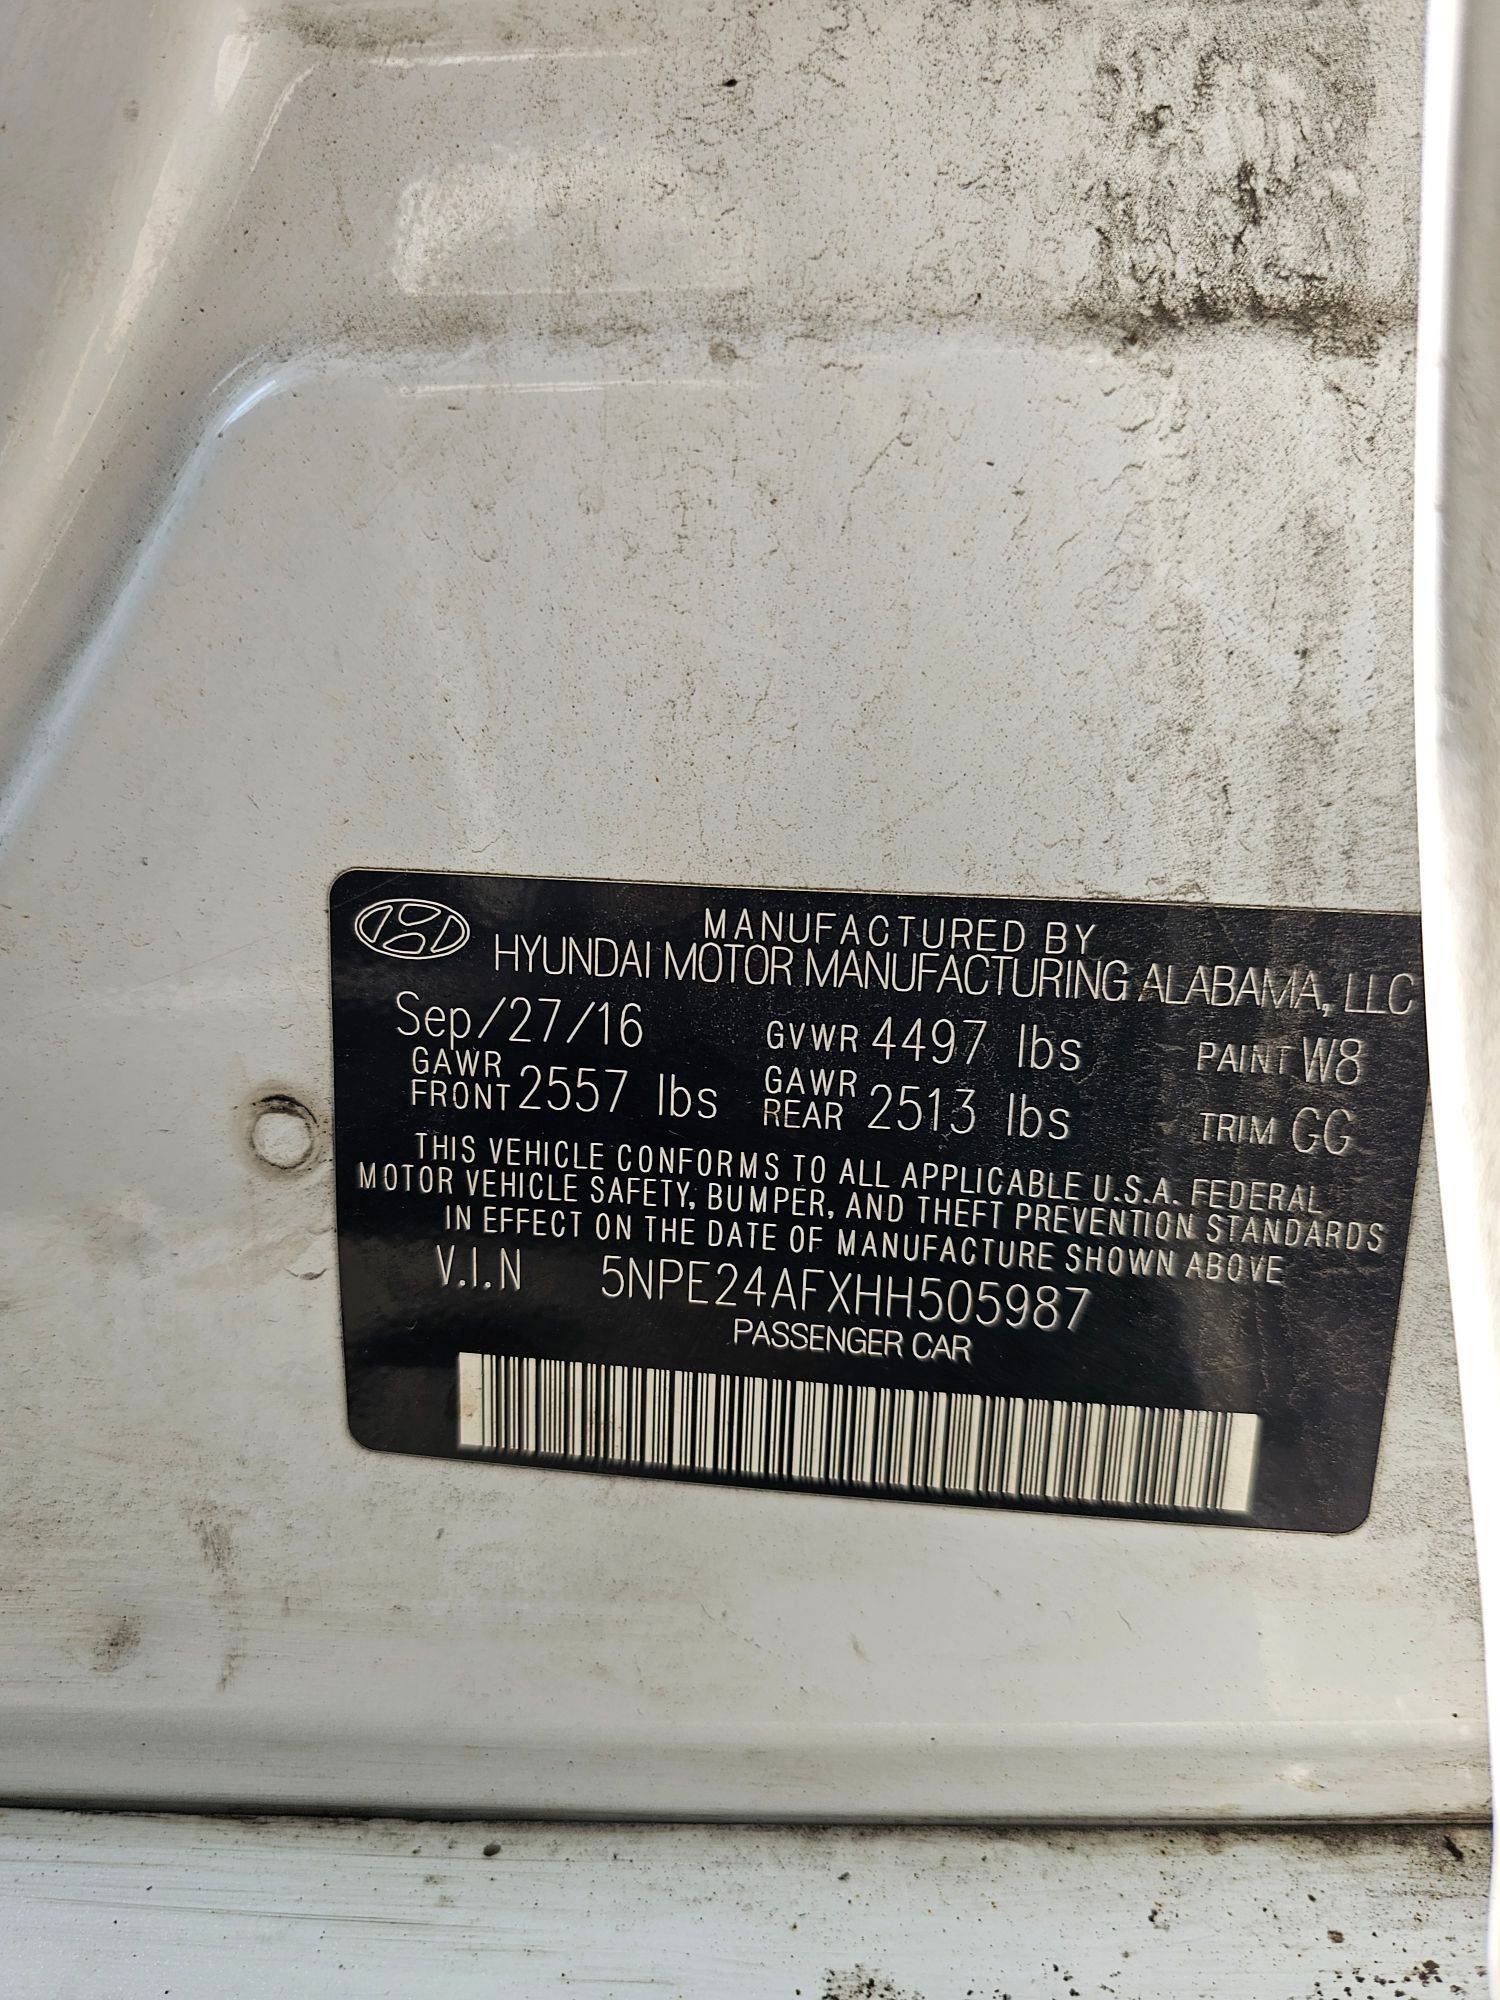 MANUFACTURED BY
HYUNDAI MOTOR MANUFACTURING ALABAMA, LLC
Sep/27/16 GVWR 4497 lbs PAINT W8
GAWR FRONT 2557 lbs GAWR REAR 2513 lbs TRIM GG
THIS VEHICLE CONFORMS TO ALL APPLICABLE U.S.A. FEDERAL
MOTOR VEHICLE SAFETY, BUMPER, AND THEFT PREVENTION STANDARDS
IN EFFECT ON THE DATE OF MANUFACTURE SHOWN ABOVE
V.I.N 5NPE24AFXHH505987
PASSENGER CAR